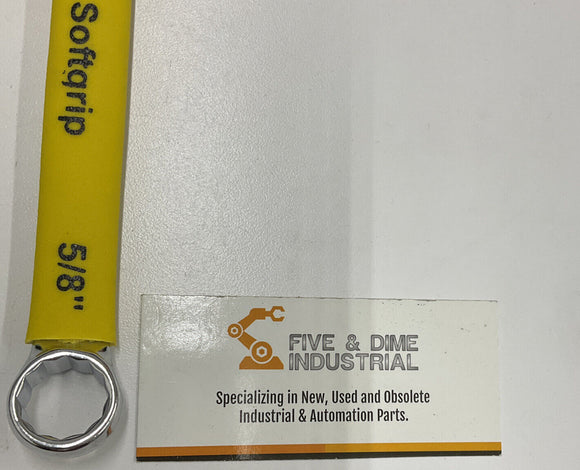 Softgrip
5/8"
FIVE & DIME
INDUSTRIAL
Specializing in New, Used and Obsolete
Industrial & Automation Parts.